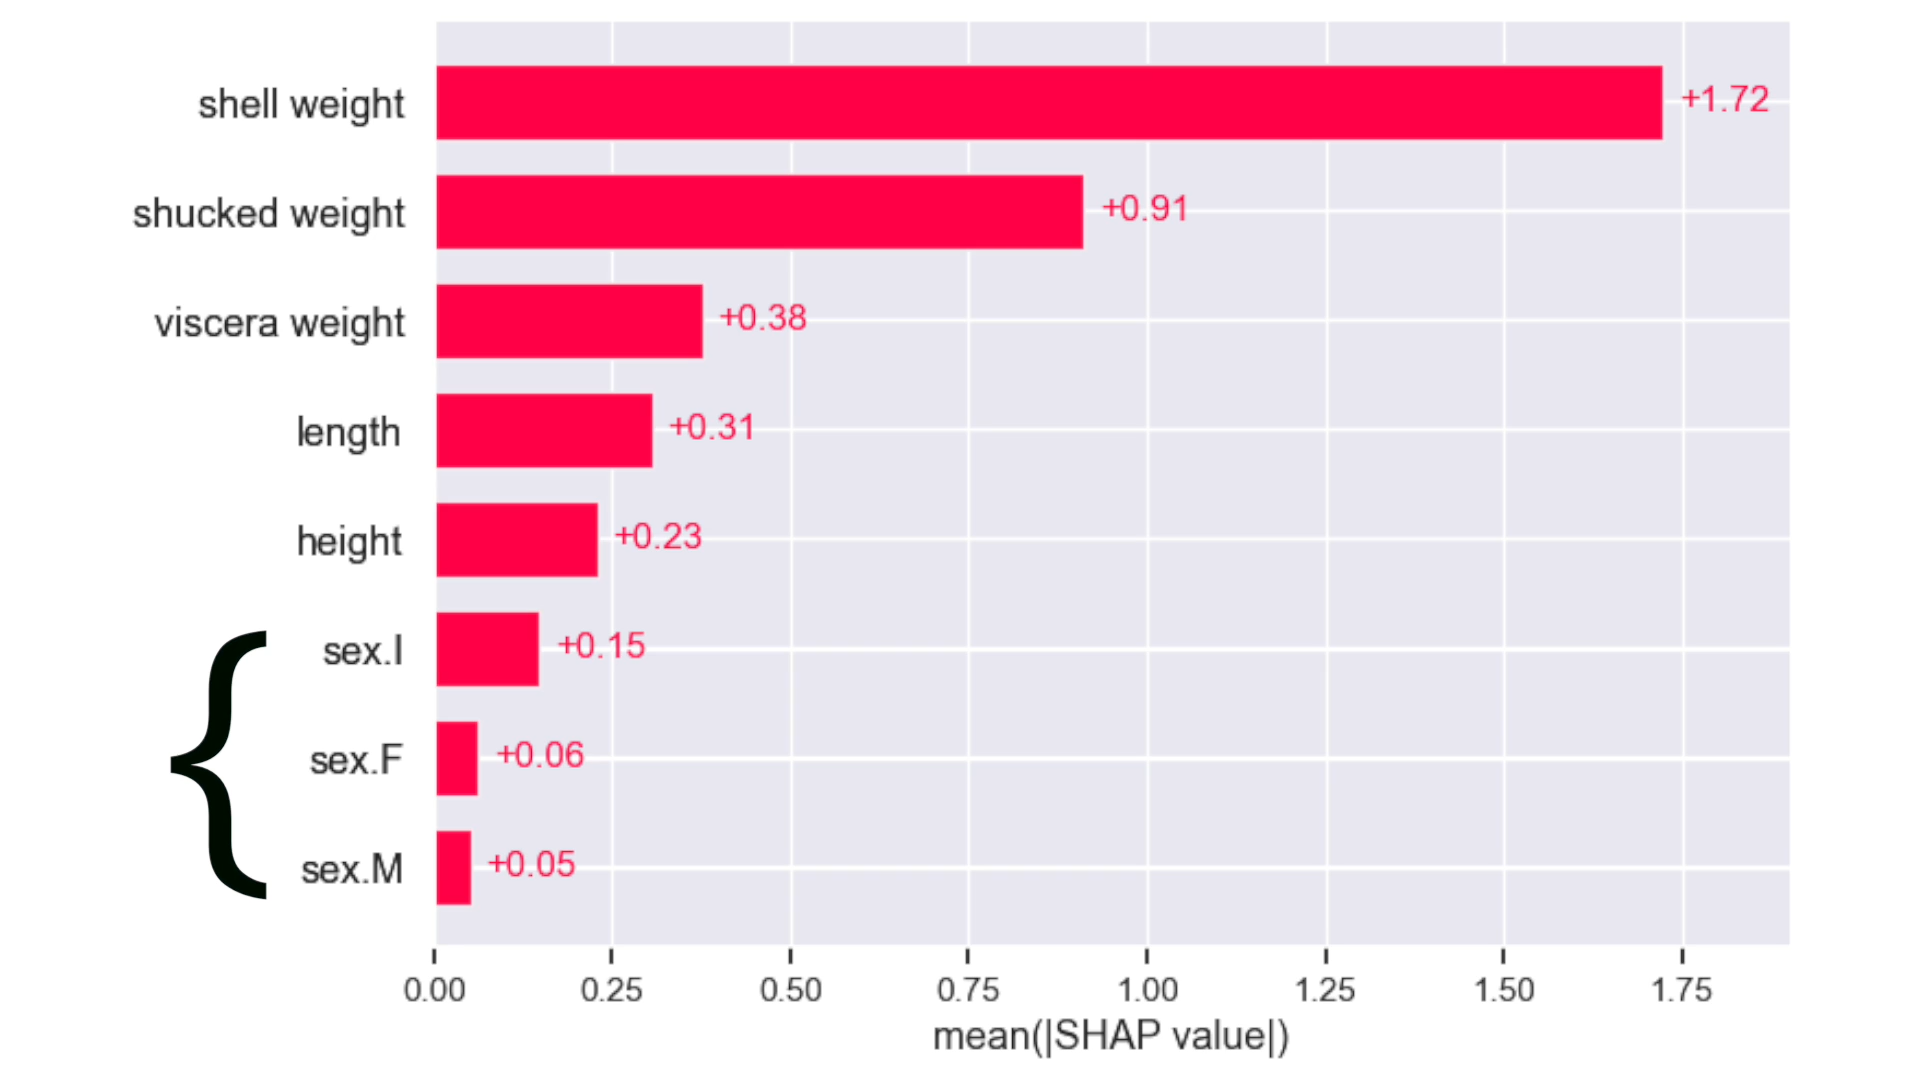 shell weight +1.72
shucked weight +0.91
viscera weight +0.38
length +0.31
height +0.23
sex.I +0.15
sex.F +0.06
sex.M +0.05
{
0.00 0.25 0.50 0.75 1.00 1.25 1.50 1.75
mean(|SHAP value|)